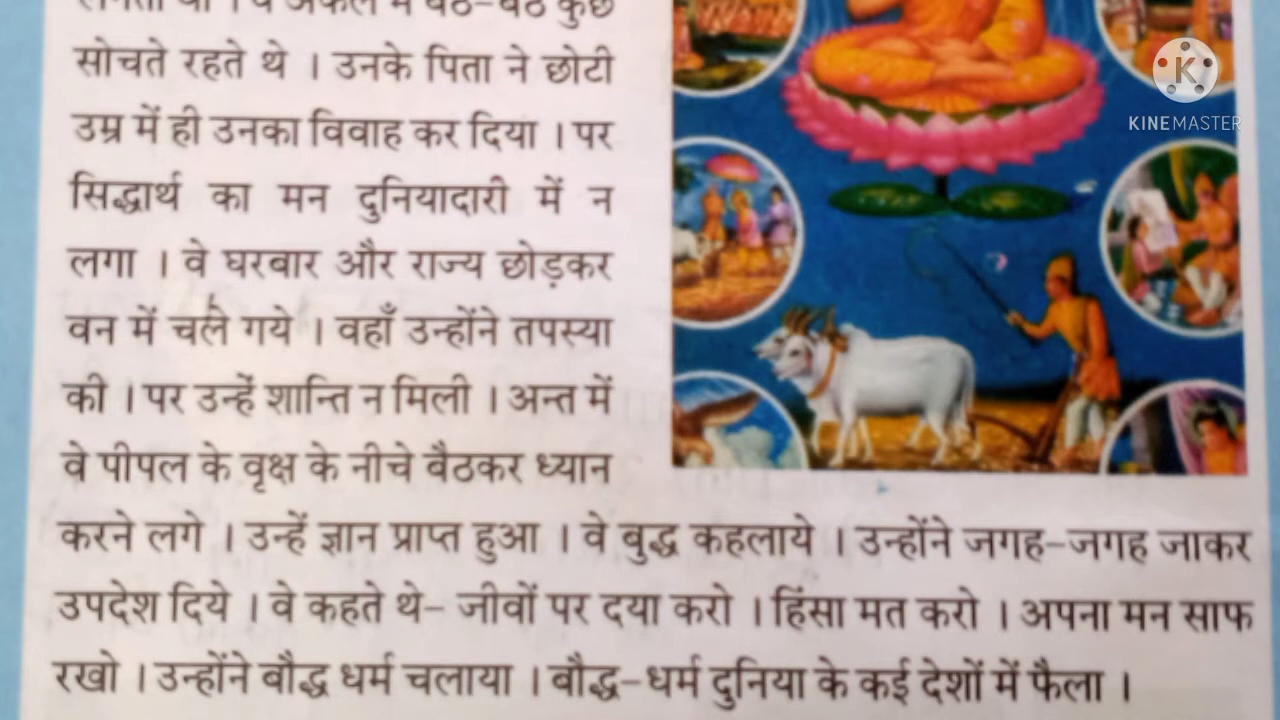 सोचते रहते थे । उनके पिता ने छोटी
उम्र में ही उनका विवाह कर दिया । पर
सिद्धार्थ का मन दुनियादारी में न
लगा । वे घरबार और राज्य छोड़कर
वन में चले गये । वहाँ उन्होंने तपस्या
की । पर उन्हें शान्ति न मिली । अन्त में
वे पीपल के वृक्ष के नीचे बैठकर ध्यान
करने लगे । उन्हें ज्ञान प्राप्त हुआ । वे बुद्ध कहलाये । उन्होंने जगह-जगह जाकर
उपदेश दिये । वे कहते थे- जीवों पर दया करो । हिंसा मत करो । अपना मन साफ
रखो । उन्होंने बौद्ध धर्म चलाया । बौद्ध-धर्म दुनिया के कई देशों में फैला ।
K
KINEMASTER